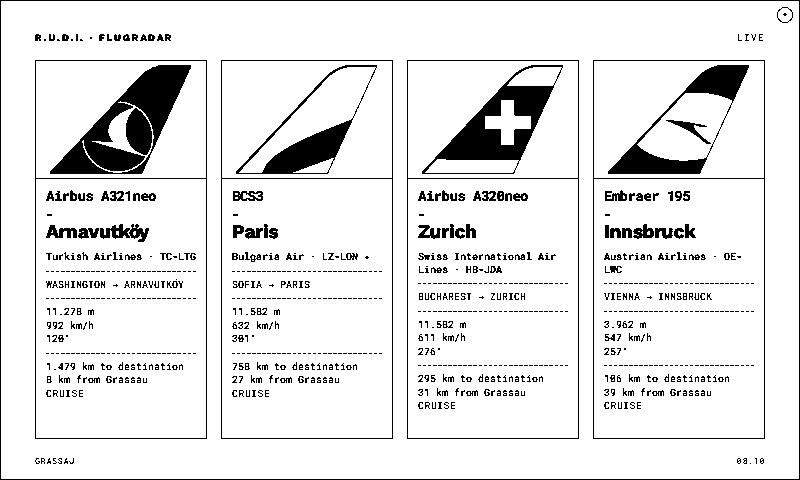 R.U.D.I. · FLUGRADAR
LIVE
Airbus A321neo
-
Arnavutköy
Turkish Airlines · TC-LTG
WASHINGTON → ARNAVUTKÖY
11.278 m
992 km/h
120°
1.479 km to destination
8 km from Grassau
CRUISE
BCS3
-
Paris
Bulgaria Air · LZ-LON ✦
SOFIA → PARIS
11.582 m
632 km/h
301°
758 km to destination
27 km from Grassau
CRUISE
Airbus A320neo
-
Zurich
Swiss International Air
Lines · HB-JDA
BUCHAREST → ZURICH
11.582 m
611 km/h
276°
295 km to destination
31 km from Grassau
CRUISE
Embraer 195
-
Innsbruck
Austrian Airlines · OE-
LWC
VIENNA → INNSBRUCK
3.962 m
547 km/h
257°
106 km to destination
39 km from Grassau
CRUISE
GRASSAU
08.10